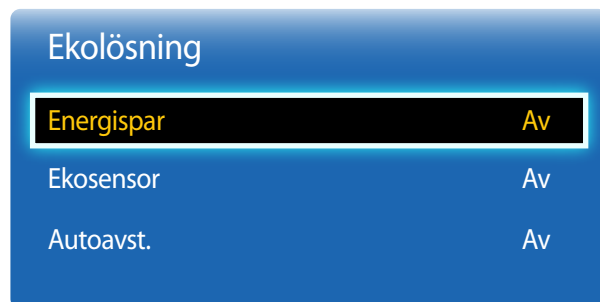 Ekolösning
Energispar Av
Ekosensor Av
Autoavst. Av